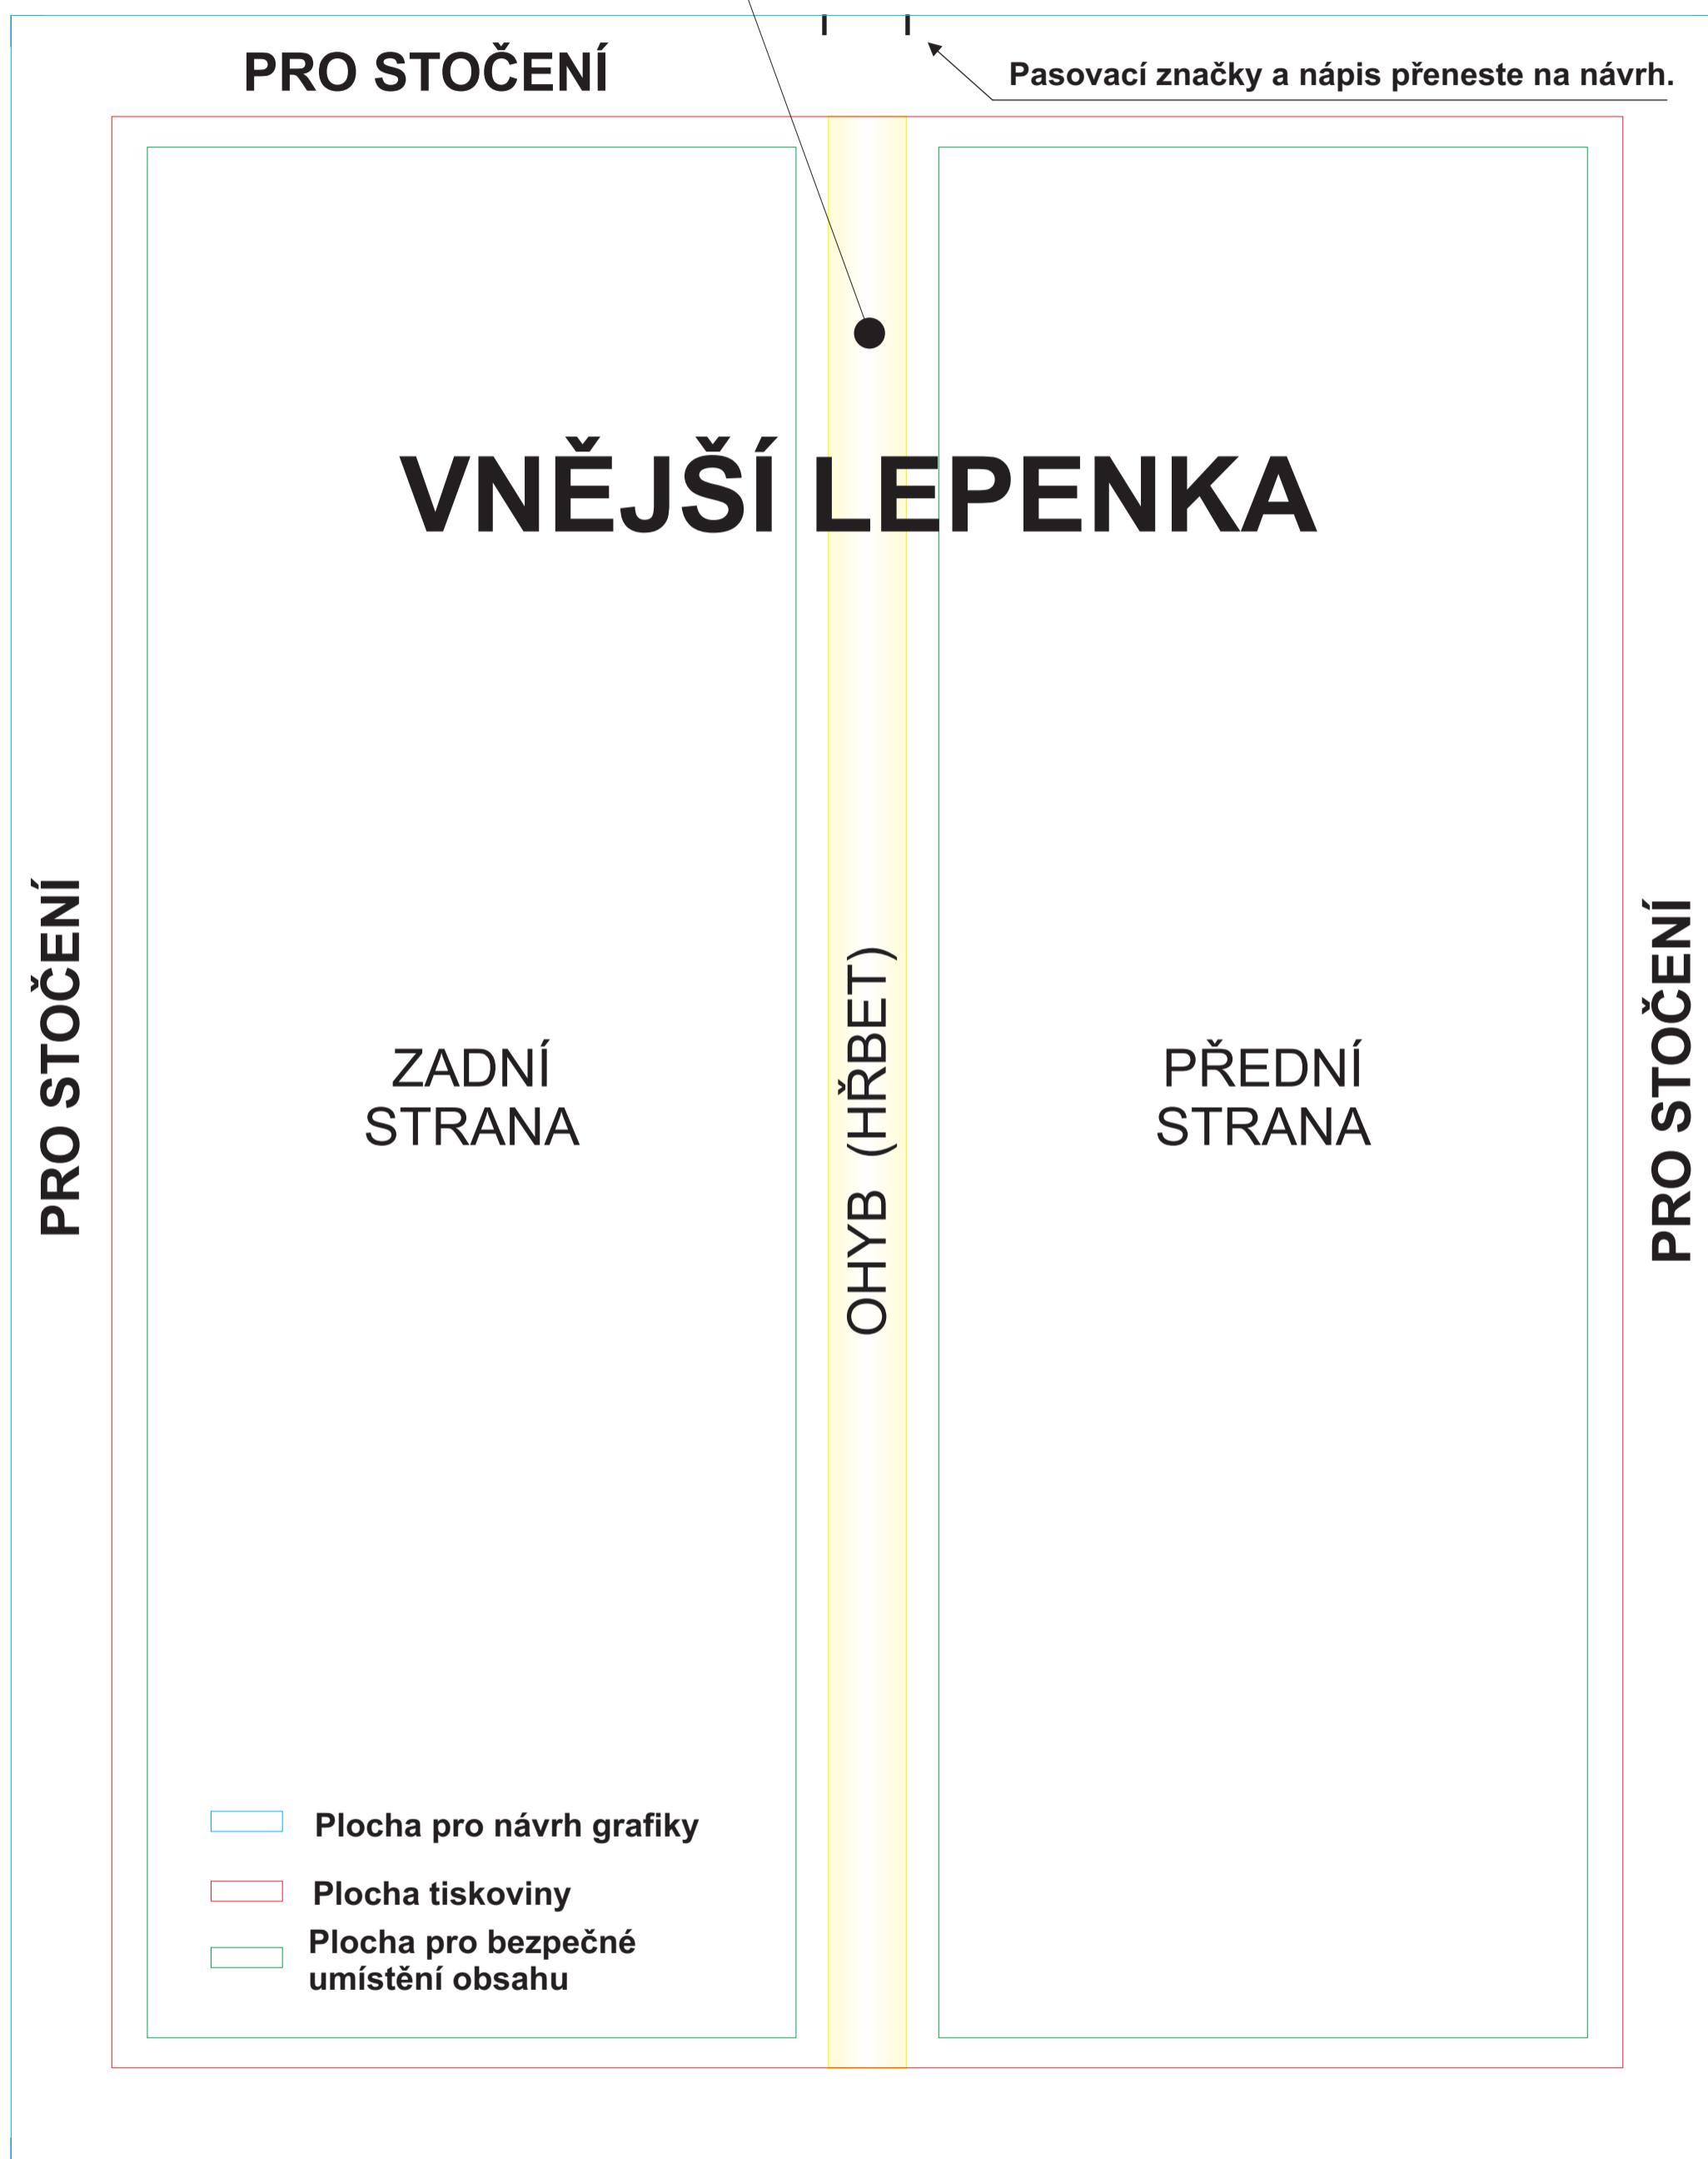 PRO STOČENÍ
Pasovací značky a nápis přeneste na návrh.
VNĚJŠÍ LEPENKA
PRO STOČENÍ
ZADNÍ
STRANA
OHYB (HŘBET)
PŘEDNÍ
STRANA
PRO STOČENÍ
Plocha pro návrh grafiky
Plocha tiskoviny
Plocha pro bezpečné
umístění obsahu